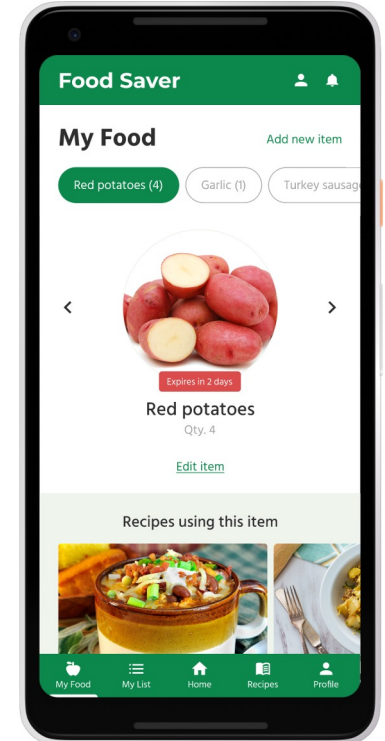 Food Saver
My Food
Add new item
Red potatoes (4)
Garlic (1)
Turkey sausag
Expires in 2 days
Red potatoes
Qty. 4
Edit item
Recipes using this item
My Food
My List
Home
Recipes
Profile